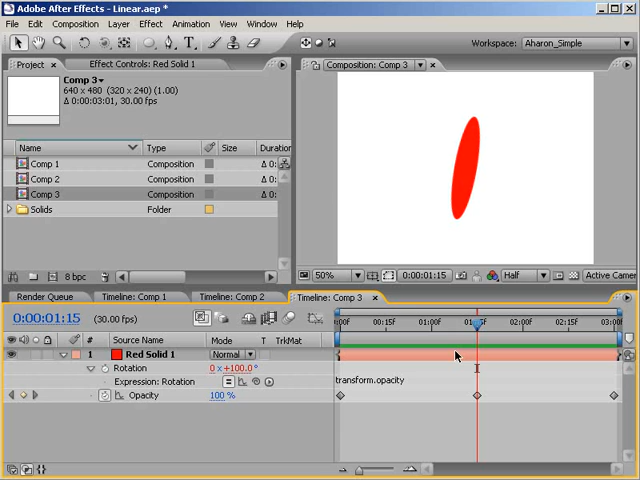 Adobe After Effects - Linear.aep *
File Edit Composition Layer Effect Animation View Window Help
Workspace: Aharon_Simple
Project × Effect Controls: Red Solid 1
Composition: Comp 3
Comp 3
640 x 480 (320 x 240) (1.00)
Δ 0:00:03:01, 30.00 fps
Name Type Size Duration
Comp 1 Composition Δ 0:
Comp 2 Composition Δ 0:
Comp 3 Composition Δ 0:
Solids Folder
8 bpc
50% 0:00:01:15 Half Active Camer
Render Queue Timeline: Comp 1 Timeline: Comp 2 Timeline: Comp 3 ×
0:00:01:15 (30.00 fps)
0:00F 00:15F 01:00F 01:15F 02:00F 02:15F 03:00F
# Source Name Mode T TrkMat
1 Red Solid 1 Normal
Rotation 0 x +100.0 °
Expression: Rotation transform.opacity
Opacity 100 %